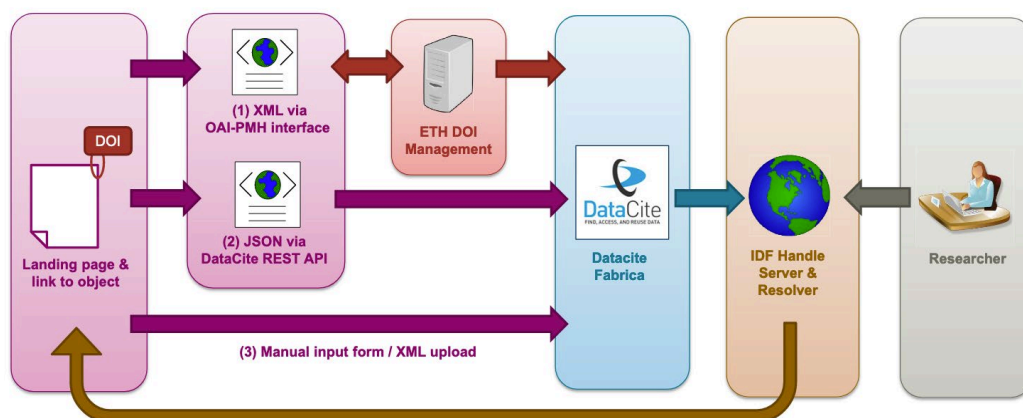 DOI
Landing page &
link to object
(1) XML via
OAI-PMH interface
(2) JSON via
DataCite REST API
(3) Manual input form / XML upload
ETH DOI
Management
DataCite
FIND, ACCESS, AND REUSE DATA
Datacite
Fabrica
IDF Handle
Server &
Resolver
Researcher